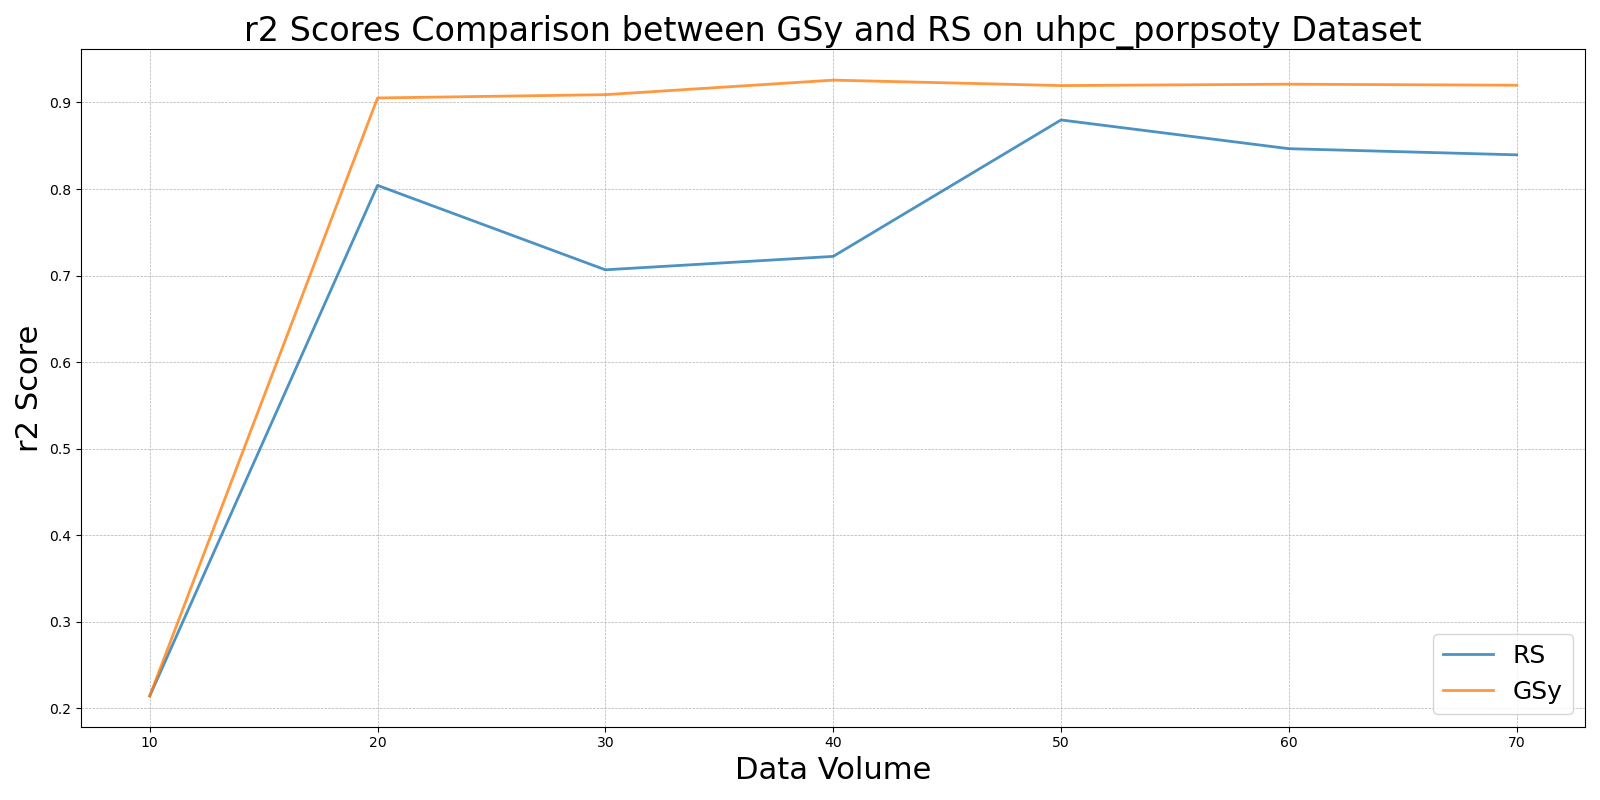 r2 Scores Comparison between GSy and RS on uhpc_porpsoty Dataset
r2 Score
0.9
0.8
0.7
0.6
0.5
0.4
0.3
0.2
10 20 30 40 50 60 70
Data Volume
RS
GSy